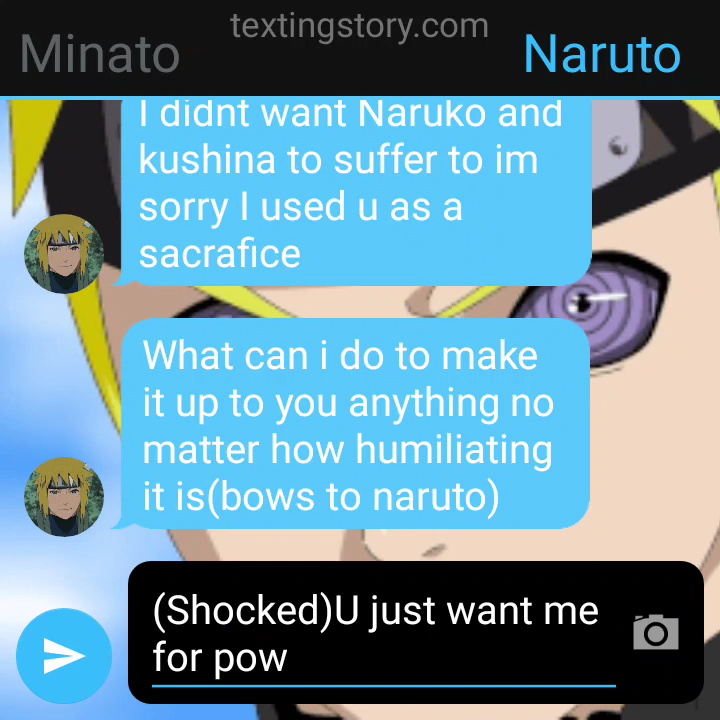 textingstory.com
Minato
Naruto
I didnt want Naruko and
kushina to suffer to im
sorry I used u as a
sacrafice
What can i do to make
it up to you anything no
matter how humiliating
it is(bows to naruto)
(Shocked)U just want me
for pow